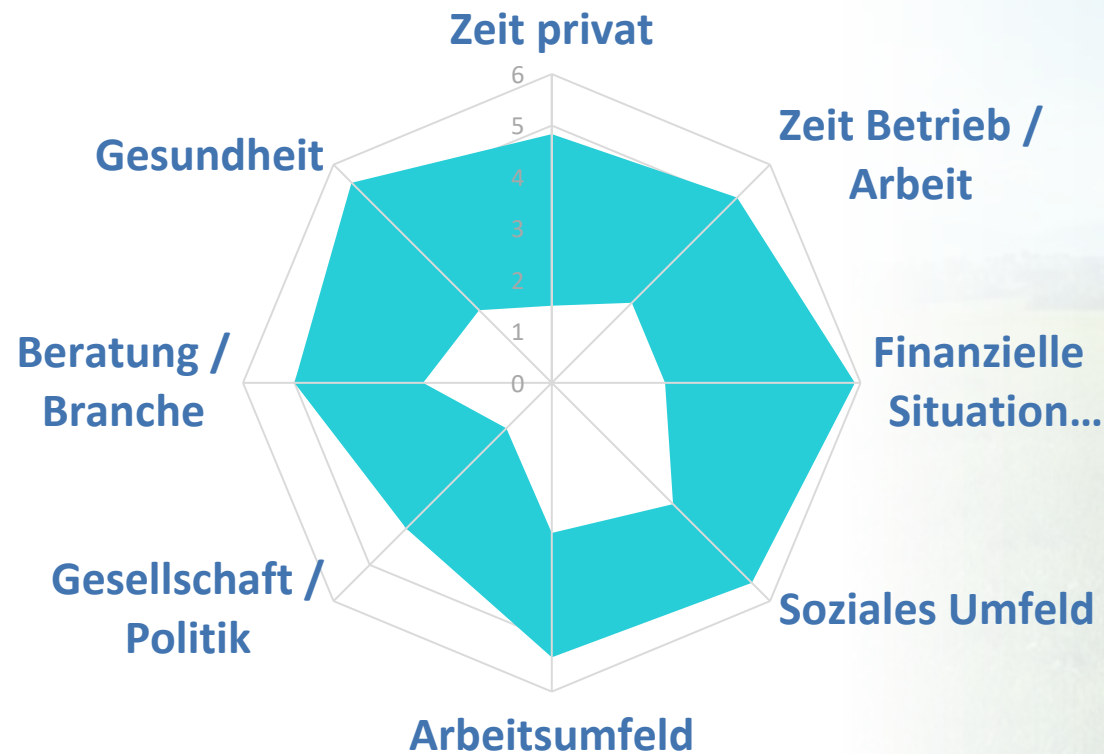 Zeit privat
Zeit Betrieb /
Arbeit
Finanzielle
Situation…
Soziales Umfeld
Arbeitsumfeld
Gesellschaft /
Politik
Beratung /
Branche
Gesundheit
6
5
4
3
2
1
0